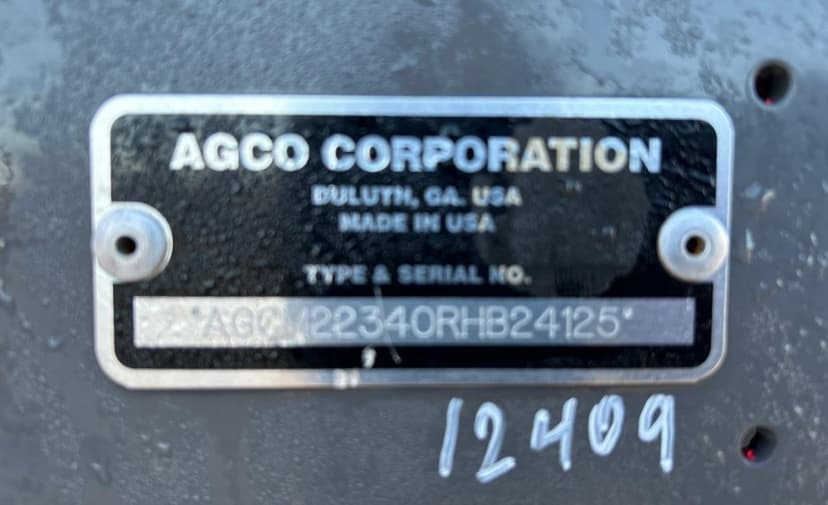 AGCO CORPORATION
DULUTH, GA. USA
MADE IN USA
TYPE & SERIAL NO.
*AGCM22340RHB24125*
12409